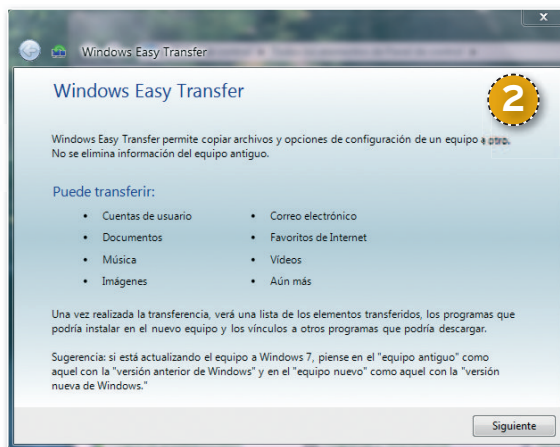 x
Windows Easy Transfer
Windows Easy Transfer
2
Windows Easy Transfer permite copiar archivos y opciones de configuración de un equipo a otro.
No se elimina información del equipo antiguo.
Puede transferir:
• Cuentas de usuario
• Documentos
• Música
• Imágenes
• Correo electrónico
• Favoritos de Internet
• Vídeos
• Aún más
Una vez realizada la transferencia, verá una lista de los elementos transferidos, los programas que
podría instalar en el nuevo equipo y los vínculos a otros programas que podría descargar.
Sugerencia: si está actualizando el equipo a Windows 7, piense en el "equipo antiguo" como
aquel con la "versión anterior de Windows" y en el "equipo nuevo" como aquel con la "versión
nueva de Windows."
Siguiente